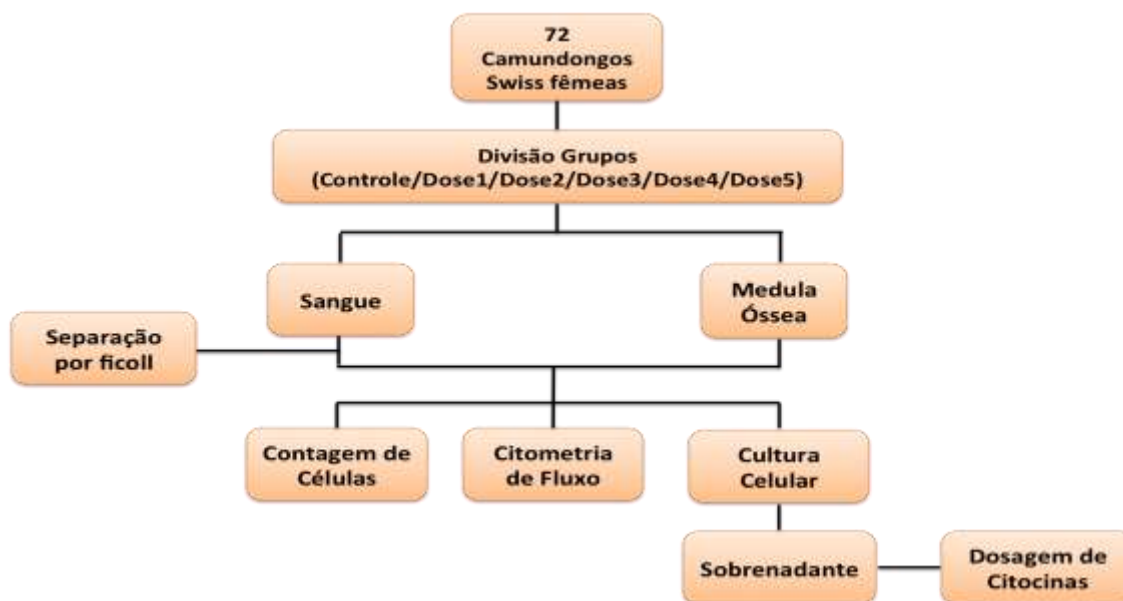 72
Camundongos
Swiss fêmeas
Divisão Grupos
(Controle/Dose1/Dose2/Dose3/Dose4/Dose5)
Sangue
Medula
Óssea
Separação
por ficoll
Contagem de
Células
Citometria
de Fluxo
Cultura
Celular
Sobrenadante
Dosagem de
Citocinas